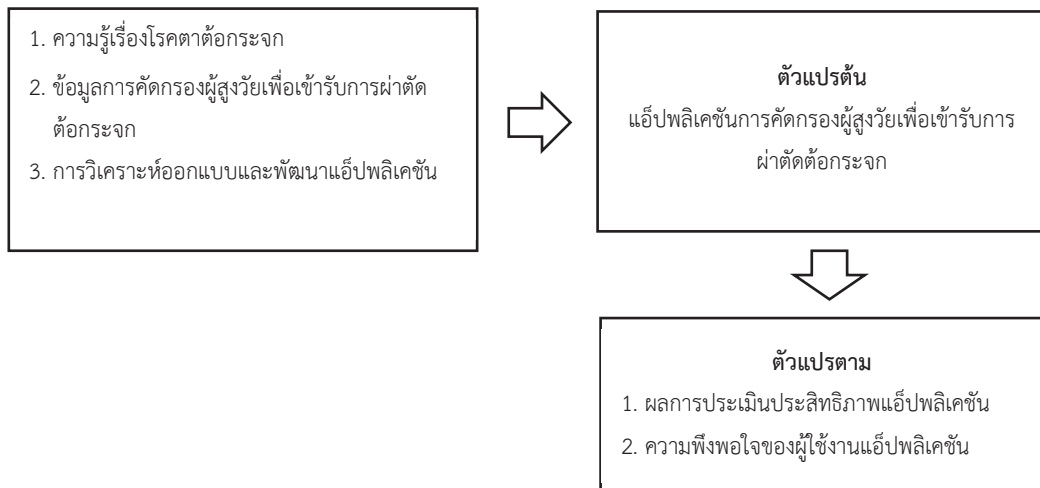 1. ความรู้เรื่องโรคตาต้อกระจก
2. ข้อมูลการคัดกรองผู้สูงวัยเพื่อเข้ารับการผ่าตัด
ต้อกระจก
3. การวิเคราะห์ออกแบบและพัฒนาแอ็ปพลิเคชัน
ตัวแปรต้น
แอ็ปพลิเคชันการคัดกรองผู้สูงวัยเพื่อเข้ารับการ
ผ่าตัดต้อกระจก
ตัวแปรตาม
1. ผลการประเมินประสิทธิภาพแอ็ปพลิเคชัน
2. ความพึงพอใจของผู้ใช้งานแอ็ปพลิเคชัน